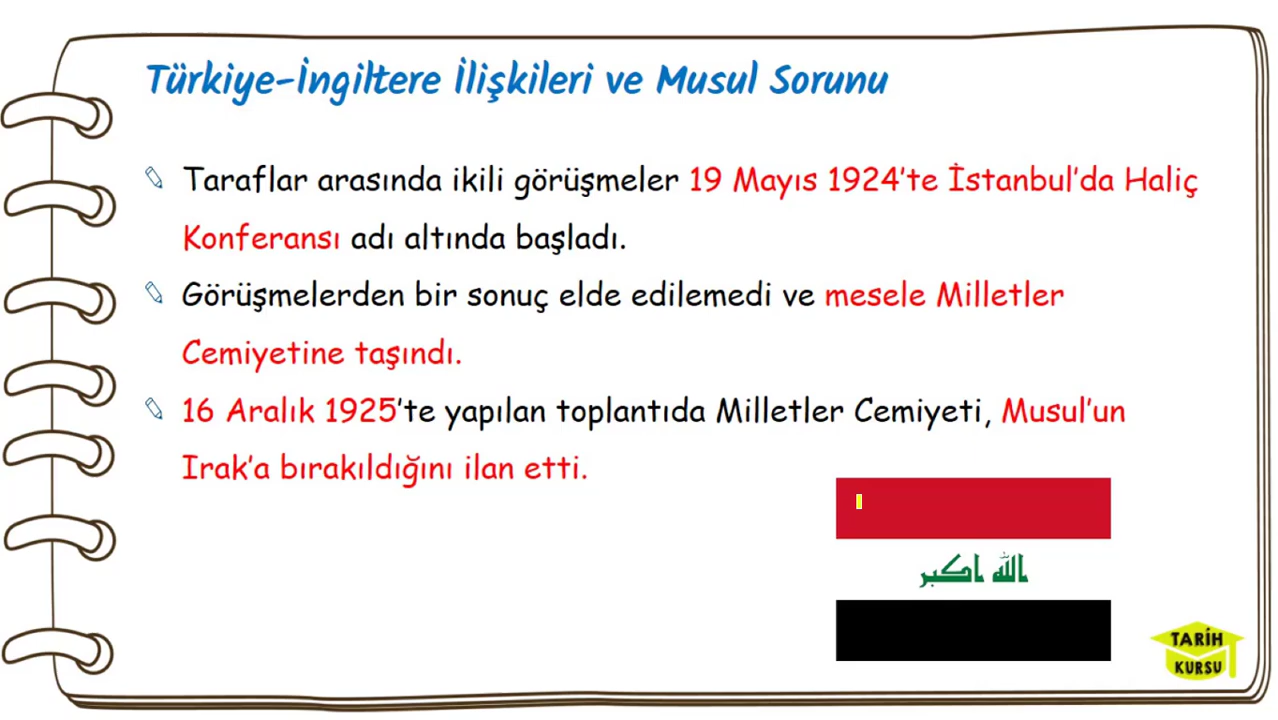 Türkiye-İngiltere İlişkileri ve Musul Sorunu
Taraflar arasında ikili görüşmeler 19 Mayıs 1924’te İstanbul’da Haliç
Konferansı adı altında başladı.
Görüşmelerden bir sonuç elde edilemedi ve mesele Milletler
Cemiyetine taşındı.
16 Aralık 1925’te yapılan toplantıda Milletler Cemiyeti, Musul’un
Irak’a bırakıldığını ilan etti.
الله اكبر
TARİH
KURSU